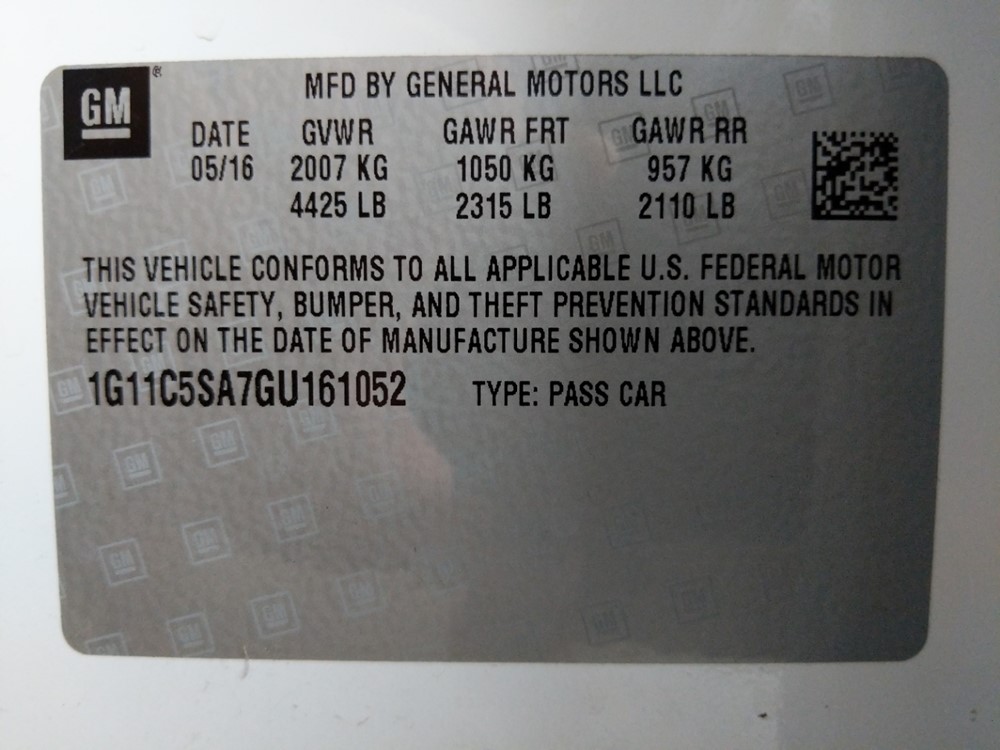 GM
MFD BY GENERAL MOTORS LLC
DATE GVWR GAWR FRT GAWR RR
05/16 2007 KG 1050 KG 957 KG
4425 LB 2315 LB 2110 LB
THIS VEHICLE CONFORMS TO ALL APPLICABLE U.S. FEDERAL MOTOR
VEHICLE SAFETY, BUMPER, AND THEFT PREVENTION STANDARDS IN
EFFECT ON THE DATE OF MANUFACTURE SHOWN ABOVE.
1G11C5SA7GU161052 TYPE: PASS CAR